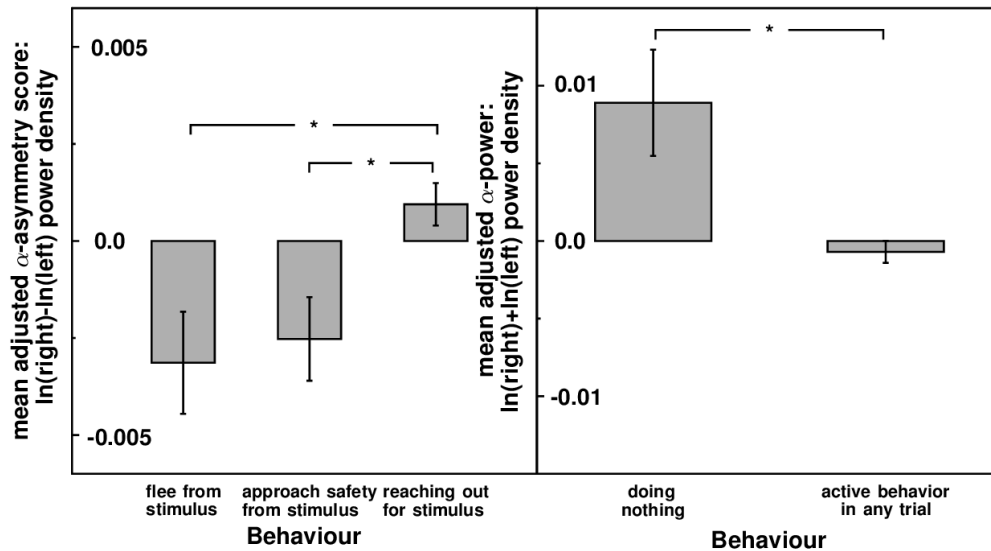 mean adjusted α-asymmetry score:
ln(right)-ln(left) power density
0.005
0.0
-0.005
*
*
flee from
stimulus
approach safety
from stimulus
reaching out
for stimulus
Behaviour
mean adjusted α-power:
ln(right)+ln(left) power density
0.01
0.0
-0.01
*
doing
nothing
active behavior
in any trial
Behaviour